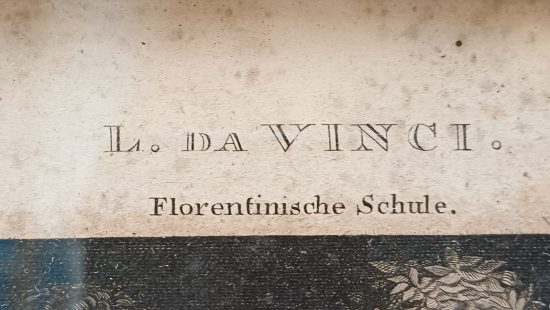 L. DA VINCI.
Florentinische Schule.